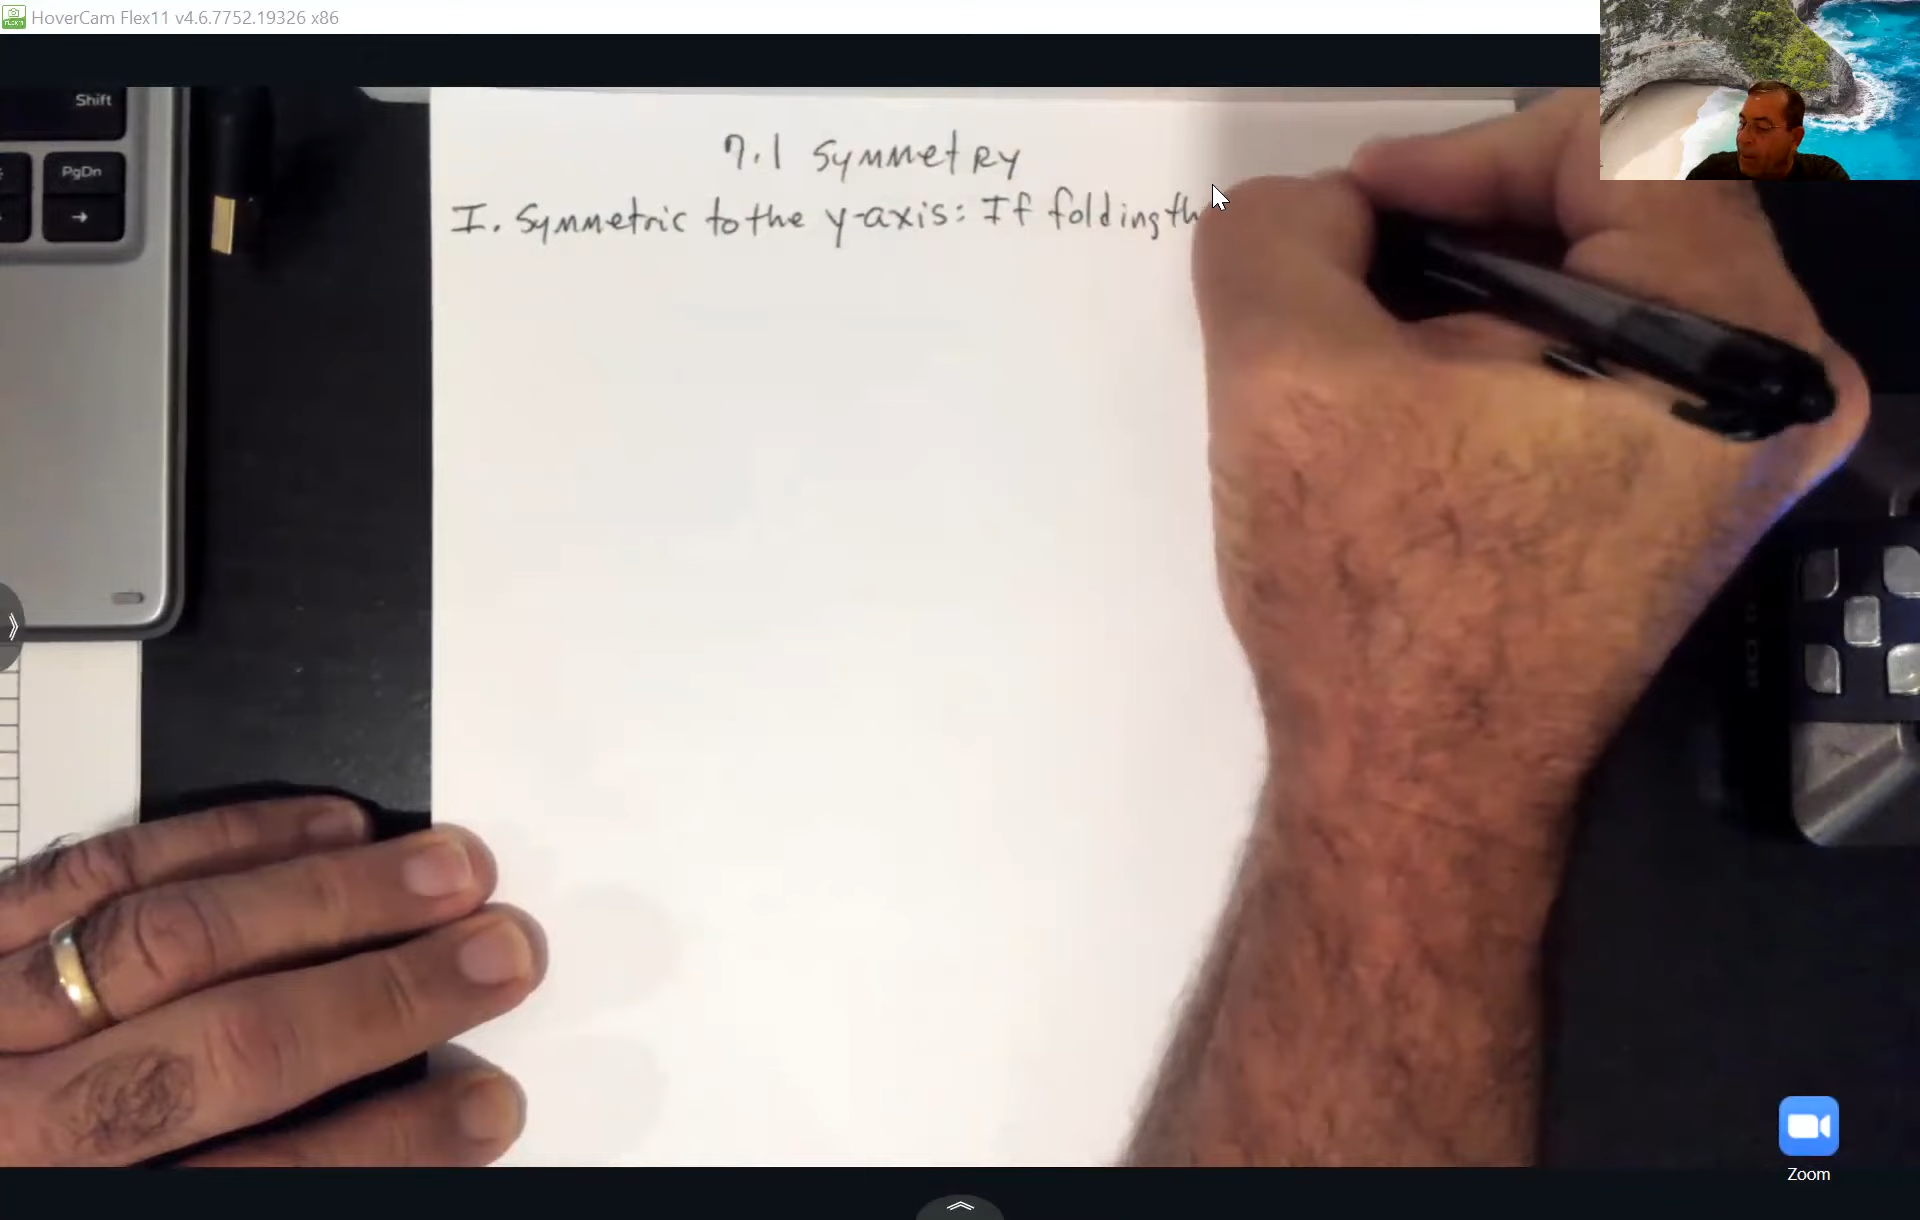 HoverCam Flex11 v4.6.7752.19326 x86
Shift
PgDn
7.1 Symmetry
I. Symmetric to the y-axis: If folding th
Zoom